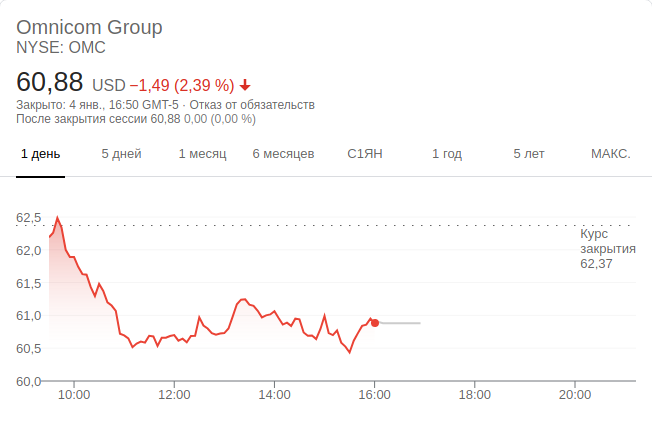 Omnicom Group
NYSE: OMC
60,88 USD −1,49 (2,39 %)
Закрыто: 4 янв., 16:50 GMT-5 · Отказ от обязательств
После закрытия сессии 60,88 0,00 (0,00 %)
1 день 5 дней 1 месяц 6 месяцев С1ЯН 1 год 5 лет МАКС.
62,5
Курс
закрытия
62,37
62,0
61,5
61,0
60,5
60,0
10:00 12:00 14:00 16:00 18:00 20:00